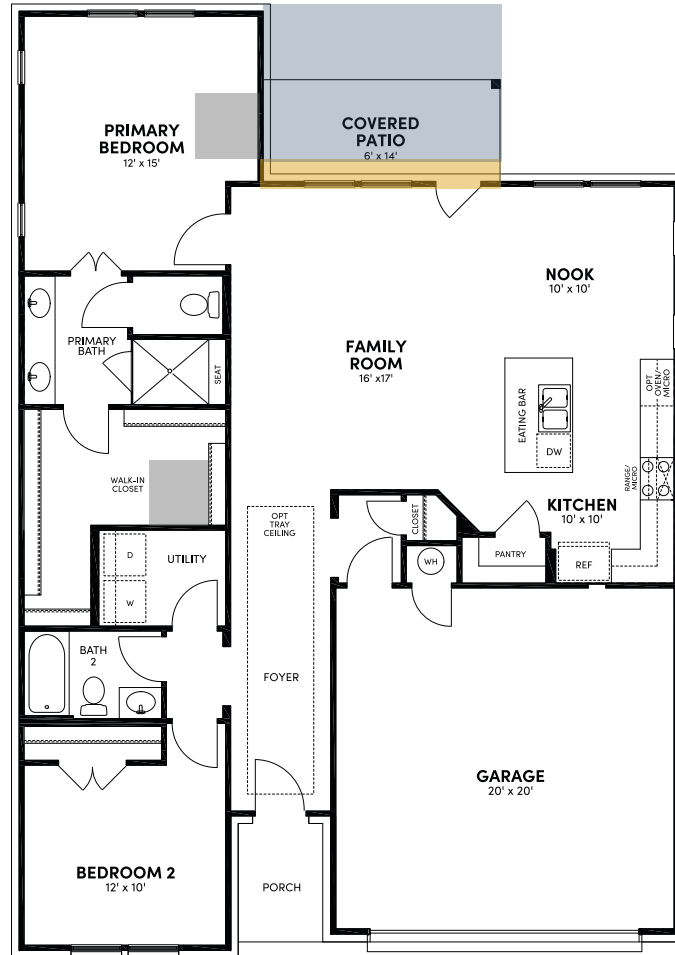 PRIMARY
BEDROOM
12' x 15'
COVERED
PATIO
6' x 14'
NOOK
10' x 10'
PRIMARY
BATH
SEAT
FAMILY
ROOM
16' x17'
EATING BAR
DW
OPT
OVEN/
MICRO
RANGE/
MICRO
KITCHEN
10' x 10'
WALK-IN
CLOSET
OPT
TRAY
CEILING
CLOSET
PANTRY
REF
WH
D
UTILITY
W
BATH
2
FOYER
GARAGE
20' x 20'
BEDROOM 2
12' x 10'
PORCH